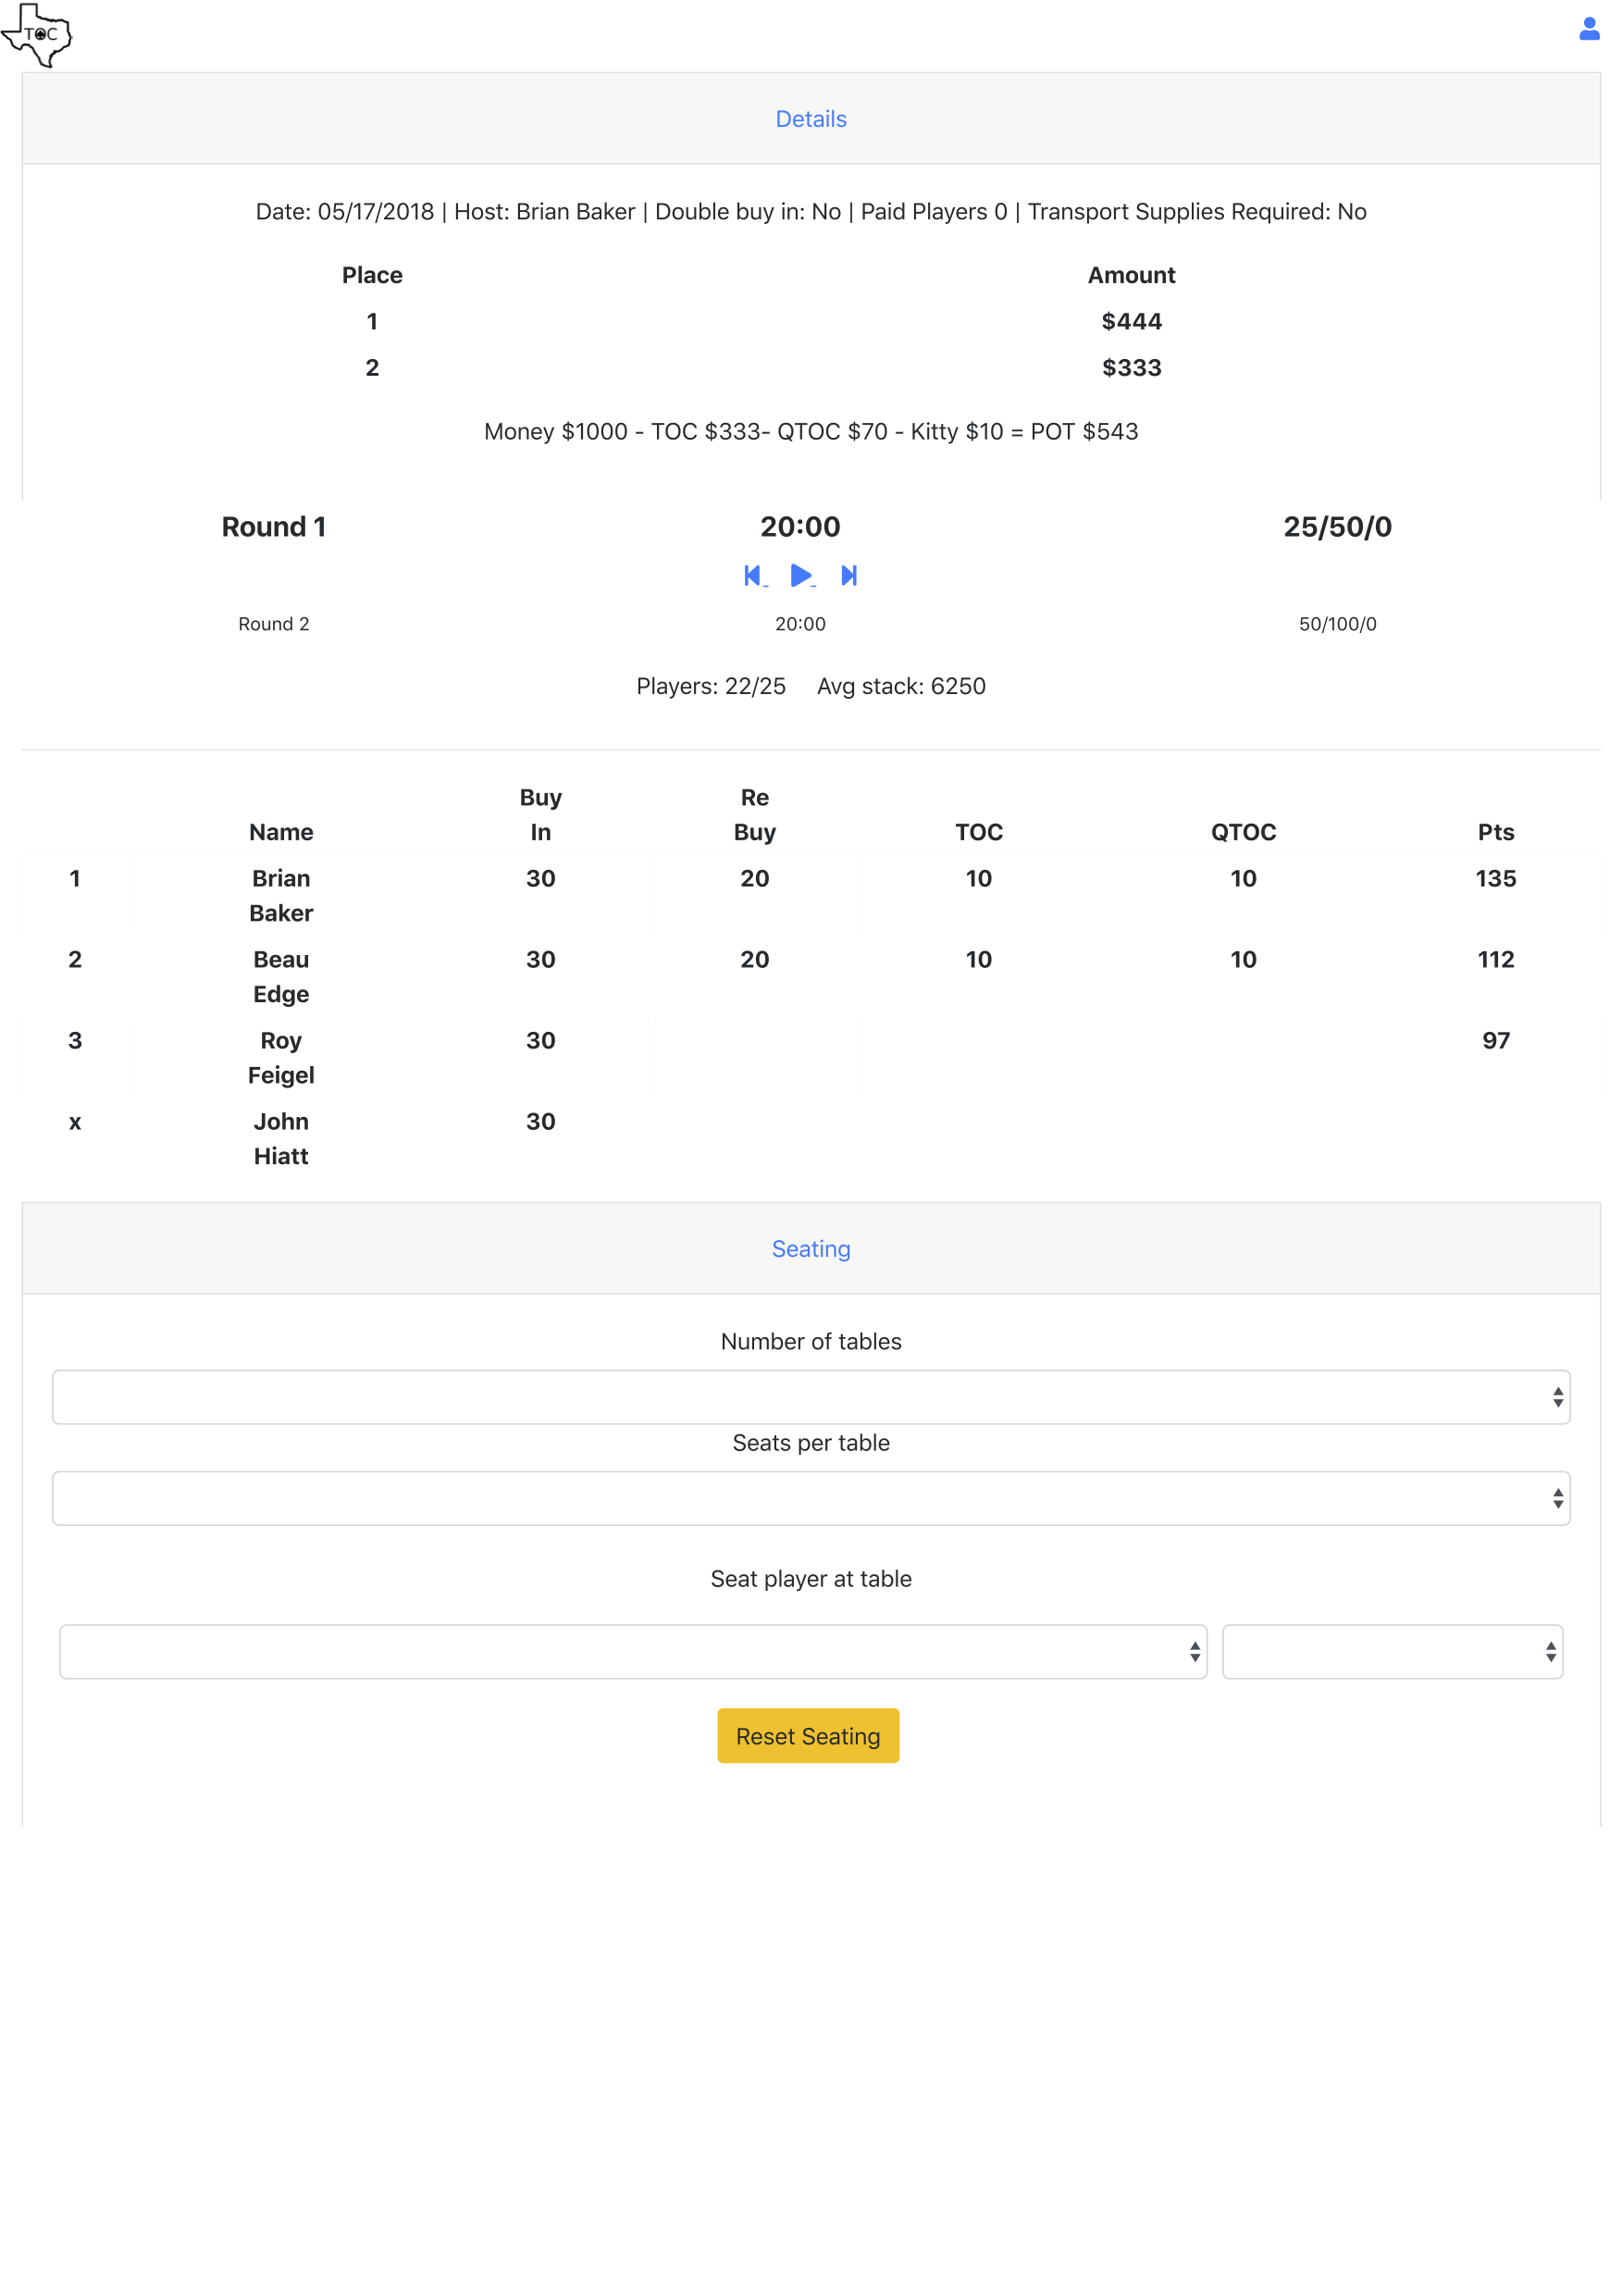 TOC
Details
Date: 05/17/2018 | Host: Brian Baker | Double buy in: No | Paid Players 0 | Transport Supplies Required: No
Place Amount
1 $444
2 $333
Money $1000 - TOC $333- QTOC $70 - Kitty $10 = POT $543
Round 1 20:00 25/50/0
Round 2 20:00 50/100/0
Players: 22/25 Avg stack: 6250
Buy Re
Name In Buy TOC QTOC Pts
1 Brian 30 20 10 10 135
Baker
2 Beau 30 20 10 10 112
Edge
3 Roy 30 97
Feigel
x John 30
Hiatt
Seating
Number of tables
Seats per table
Seat player at table
Reset Seating